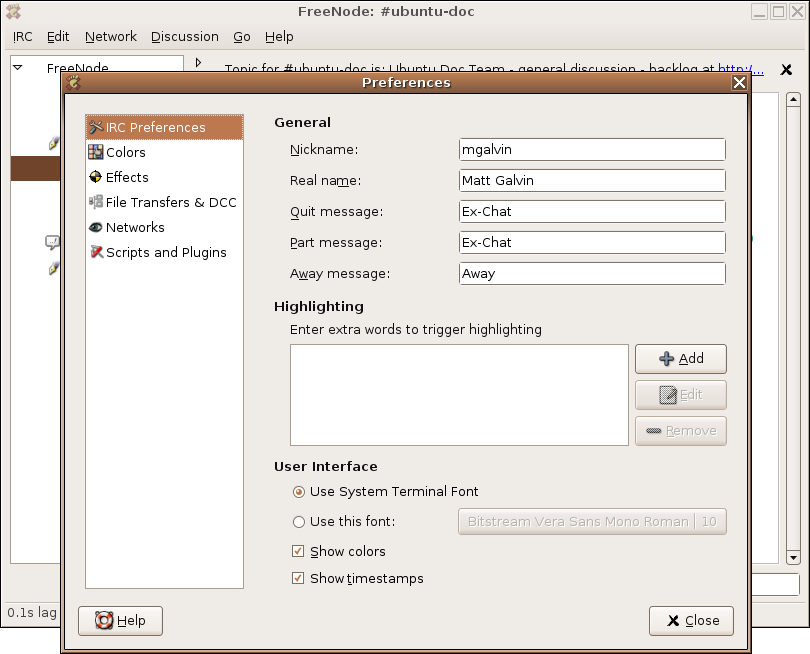 FreeNode: #ubuntu-doc
IRC Edit Network Discussion Go Help
FreeNode
Topic for #ubuntu-doc is: Ubuntu Doc Team - general discussion - backlog at http:/...
Preferences
IRC Preferences
Colors
Effects
File Transfers & DCC
Networks
Scripts and Plugins
General
Nickname: mgalvin
Real name: Matt Galvin
Quit message: Ex-Chat
Part message: Ex-Chat
Away message: Away
Highlighting
Enter extra words to trigger highlighting
Add
Edit
Remove
User Interface
Use System Terminal Font
Use this font: Bitstream Vera Sans Mono Roman 10
Show colors
Show timestamps
0.1s lag
Help
Close